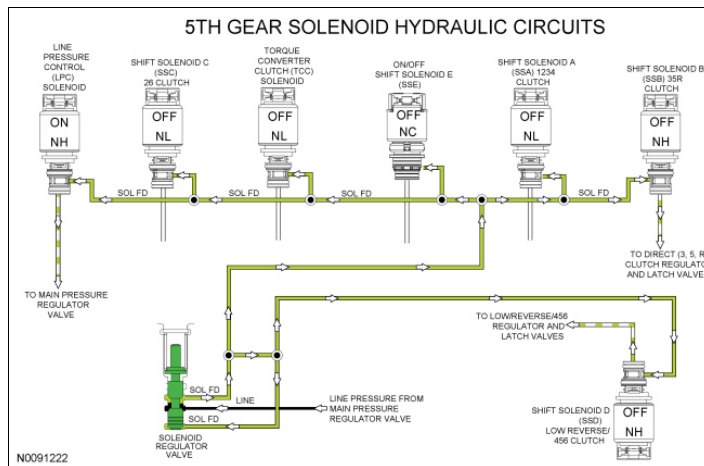 5TH GEAR SOLENOID HYDRAULIC CIRCUITS
LINE
PRESSURE
CONTROL
(LPC)
SOLENOID
SHIFT SOLENOID C
(SSC)
26 CLUTCH
TORQUE
CONVERTER
CLUTCH (TCC)
SOLENOID
ON/OFF
SHIFT SOLENOID E
(SSE)
SHIFT SOLENOID A
(SSA) 1234
CLUTCH
SHIFT SOLENOID B
(SSB) 35R
CLUTCH
ON
NH
OFF
NL
OFF
NL
OFF
NC
OFF
NL
OFF
NH
SOL FD
SOL FD
SOL FD
SOL FD
TO MAIN PRESSURE
REGULATOR
VALVE
TO DIRECT (3, 5, R
CLUTCH REGULATO
AND LATCH VALVE
TO LOW/REVERSE/456
REGULATOR AND
LATCH VALVES
SOL FD
LINE
SOL FD
LINE PRESSURE FROM
MAIN PRESSURE
REGULATOR VALVE
SOLENOID
REGULATOR
VALVE
SHIFT SOLENOID D
(SSD)
LOW REVERSE/
456 CLUTCH
OFF
NH
N0091222